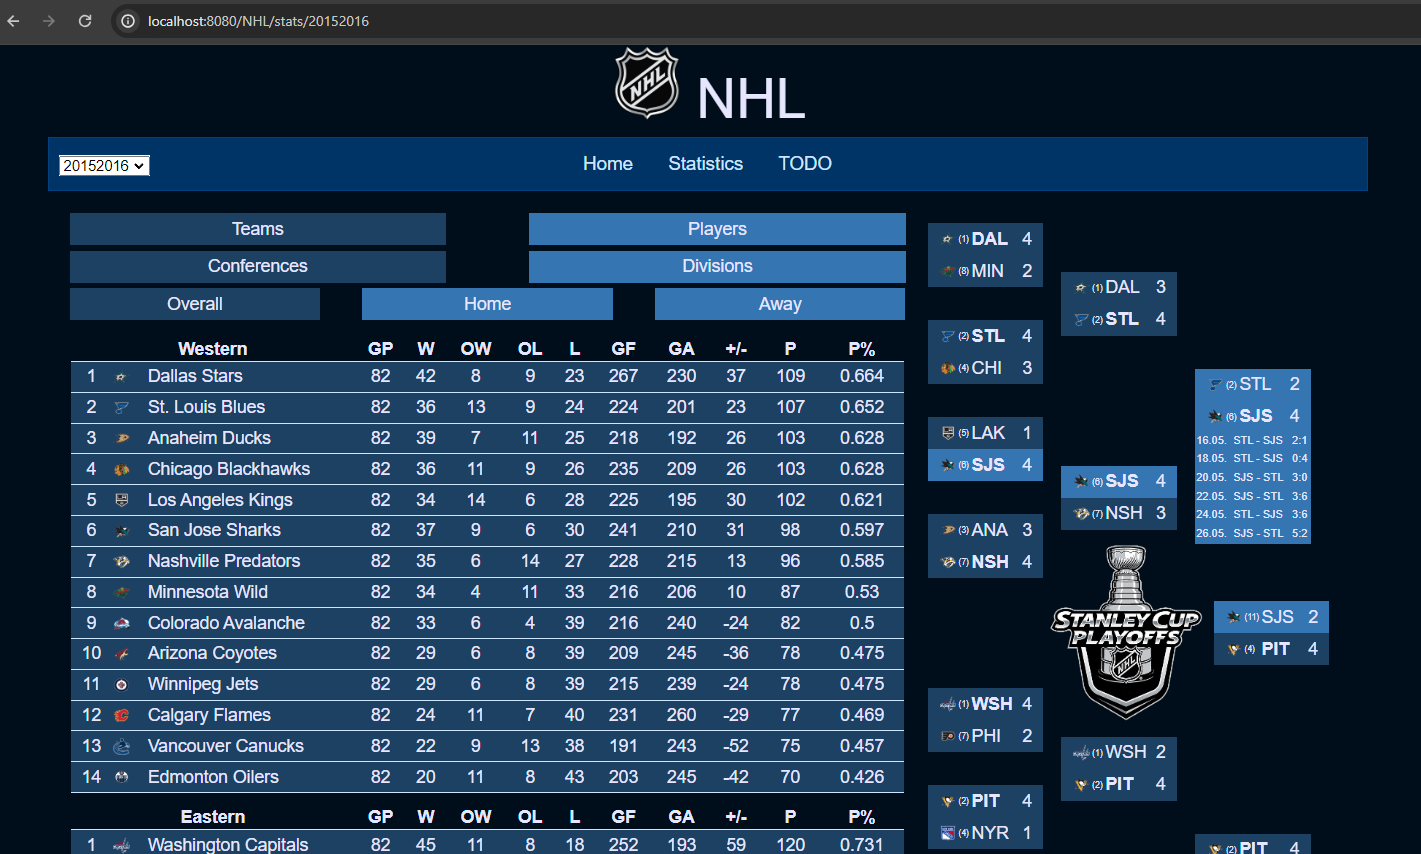 localhost:8080/NHL/stats/20152016
NHL NHL
20152016 Home Statistics TODO
Teams Players
Conferences Divisions
Overall Home Away
Western GP W OW OL L GF GA +/- P P%
1 Dallas Stars 82 42 8 9 23 267 230 37 109 0.664
2 St. Louis Blues 82 36 13 9 24 224 201 23 107 0.652
3 Anaheim Ducks 82 39 7 11 25 218 192 26 103 0.628
4 Chicago Blackhawks 82 36 11 9 26 235 209 26 103 0.628
5 Los Angeles Kings 82 34 14 6 28 225 195 30 102 0.621
6 San Jose Sharks 82 37 9 6 30 241 210 31 98 0.597
7 Nashville Predators 82 35 6 14 27 228 215 13 96 0.585
8 Minnesota Wild 82 34 4 11 33 216 206 10 87 0.53
9 Colorado Avalanche 82 33 6 4 39 216 240 -24 82 0.5
10 Arizona Coyotes 82 29 6 8 39 209 245 -36 78 0.475
11 Winnipeg Jets 82 29 6 8 39 215 239 -24 78 0.475
12 Calgary Flames 82 24 11 7 40 231 260 -29 77 0.469
13 Vancouver Canucks 82 22 9 13 38 191 243 -52 75 0.457
14 Edmonton Oilers 82 20 11 8 43 203 245 -42 70 0.426
Eastern GP W OW OL L GF GA +/- P P%
1 Washington Capitals 82 45 11 8 18 252 193 59 120 0.731
(1) DAL 4
(8) MIN 2
(2) STL 4
(4) CHI 3
(5) LAK 1
(6) SJS 4
(3) ANA 3
(7) NSH 4
(1) WSH 4
(7) PHI 2
(2) PIT 4
(4) NYR 1
(1) DAL 3
(2) STL 4
(6) SJS 4
(7) NSH 3
STANLEY CUP
PLAYOFFS
NHL
(1) WSH 2
(2) PIT 4
(2) STL 2
(6) SJS 4
16.05. STL - SJS 2:1
18.05. STL - SJS 0:4
20.05. SJS - STL 3:0
22.05. SJS - STL 3:6
24.05. STL - SJS 3:6
26.05. SJS - STL 5:2
(11) SJS 2
(4) PIT 4
(2) PIT 4